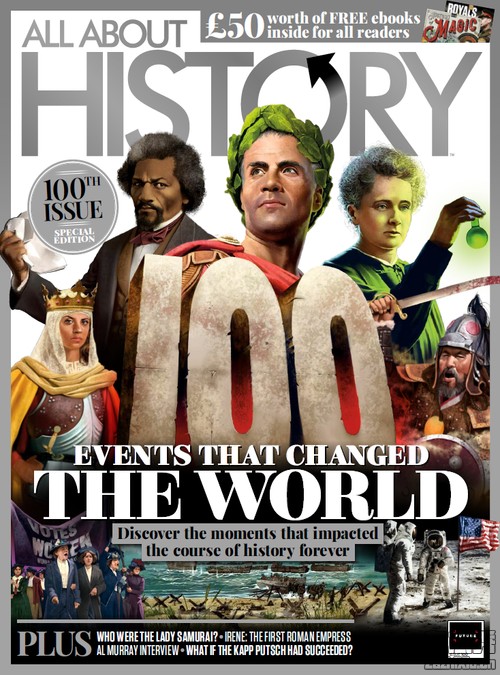 £50 worth of FREE ebooks
inside for all readers
ROYALS
MAGIC
ALL ABOUT
HISTORY
100TH
ISSUE
SPECIAL
EDITION
100
EVENTS THAT CHANGED
THE WORLD
Discover the moments that impacted
the course of history forever
VOTES
WOMEN
PLUS
WHO WERE THE LADY SAMURAI? • IRENE: THE FIRST ROMAN EMPRESS
AL MURRAY INTERVIEW • WHAT IF THE KAPP PUTSCH HAD SUCCEEDED?
FUTURE